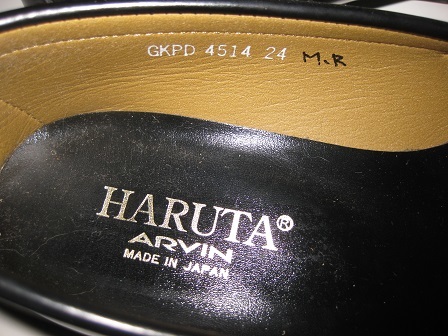 GKPD 4514 24 M.R
HARUTA®
ARVIN
MADE IN JAPAN